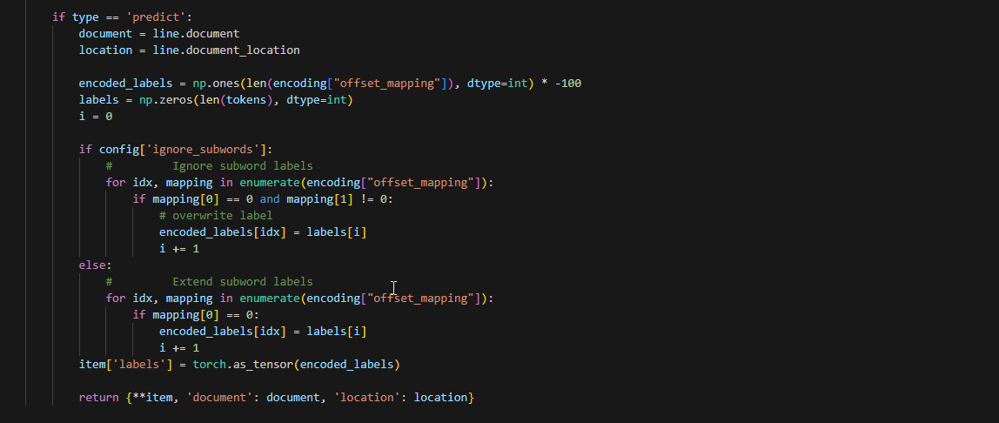 if type == 'predict':
    document = line.document
    location = line.document_location

    encoded_labels = np.ones(len(encoding["offset_mapping"]), dtype=int) * -100
    labels = np.zeros(len(tokens), dtype=int)
    i = 0

    if config['ignore_subwords']:
        #         Ignore subword labels
        for idx, mapping in enumerate(encoding["offset_mapping"]):
            if mapping[0] == 0 and mapping[1] != 0:
                # overwrite label
                encoded_labels[idx] = labels[i]
                i += 1
    else:
        #         Extend subword labels
        for idx, mapping in enumerate(encoding["offset_mapping"]):
            if mapping[0] == 0:
                encoded_labels[idx] = labels[i]
                i += 1
    item['labels'] = torch.as_tensor(encoded_labels)

    return {**item, 'document': document, 'location': location}